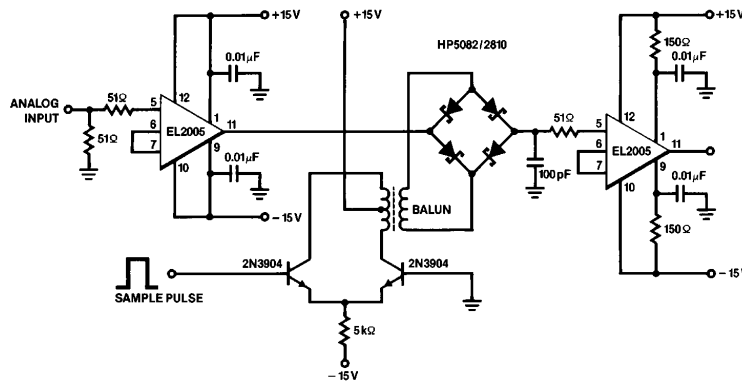 +15V
+15V
HP5082/2810
+15V
150Ω
0.01μF
0.01μF
51Ω
ANALOG
INPUT
5
12
1
EL2005
11
6
7
9
10
51Ω
0.01μF
51Ω
5
12
1
EL2005
11
6
7
9
10
100pF
0.01μF
BALUN
150Ω
-15V
2N3904
2N3904
SAMPLE PULSE
-15V
5kΩ
-15V